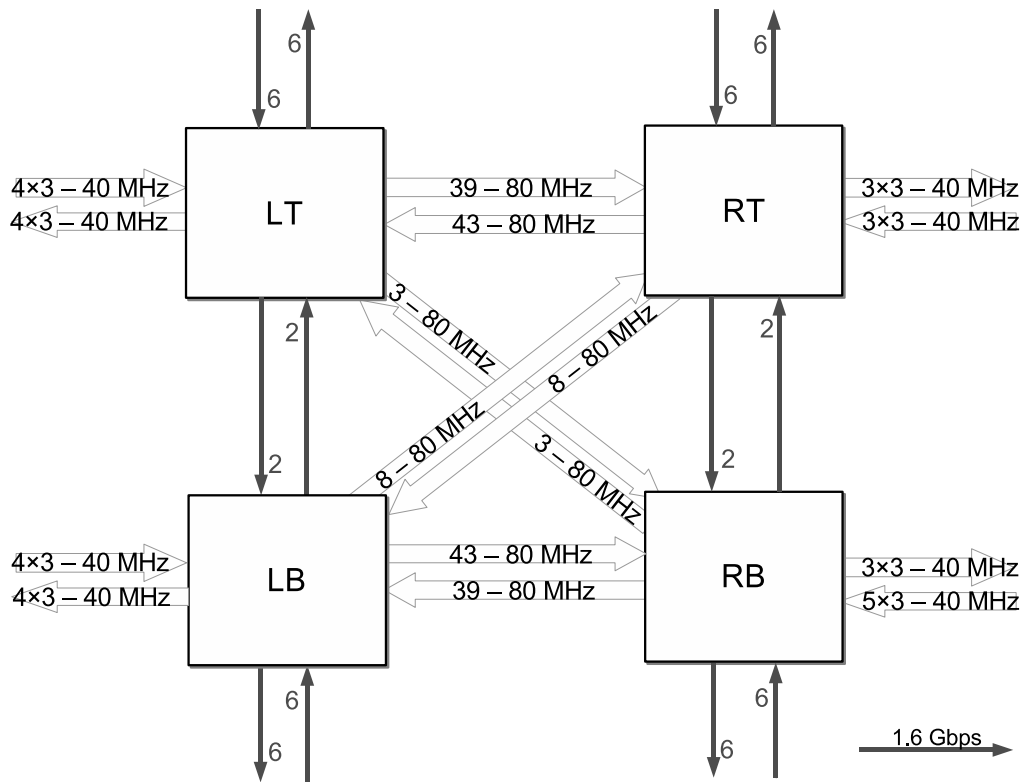 6
6
6
6
4×3 – 40 MHz
39 – 80 MHz
3×3 – 40 MHz
LT
RT
4×3 – 40 MHz
43 – 80 MHz
3×3 – 40 MHz
3 – 80 MHz
8 – 80 MHz
2
2
8 – 80 MHz
3 – 80 MHz
2
2
4×3 – 40 MHz
43 – 80 MHz
3×3 – 40 MHz
LB
RB
4×3 – 40 MHz
39 – 80 MHz
5×3 – 40 MHz
6
6
6
6
1.6 Gbps